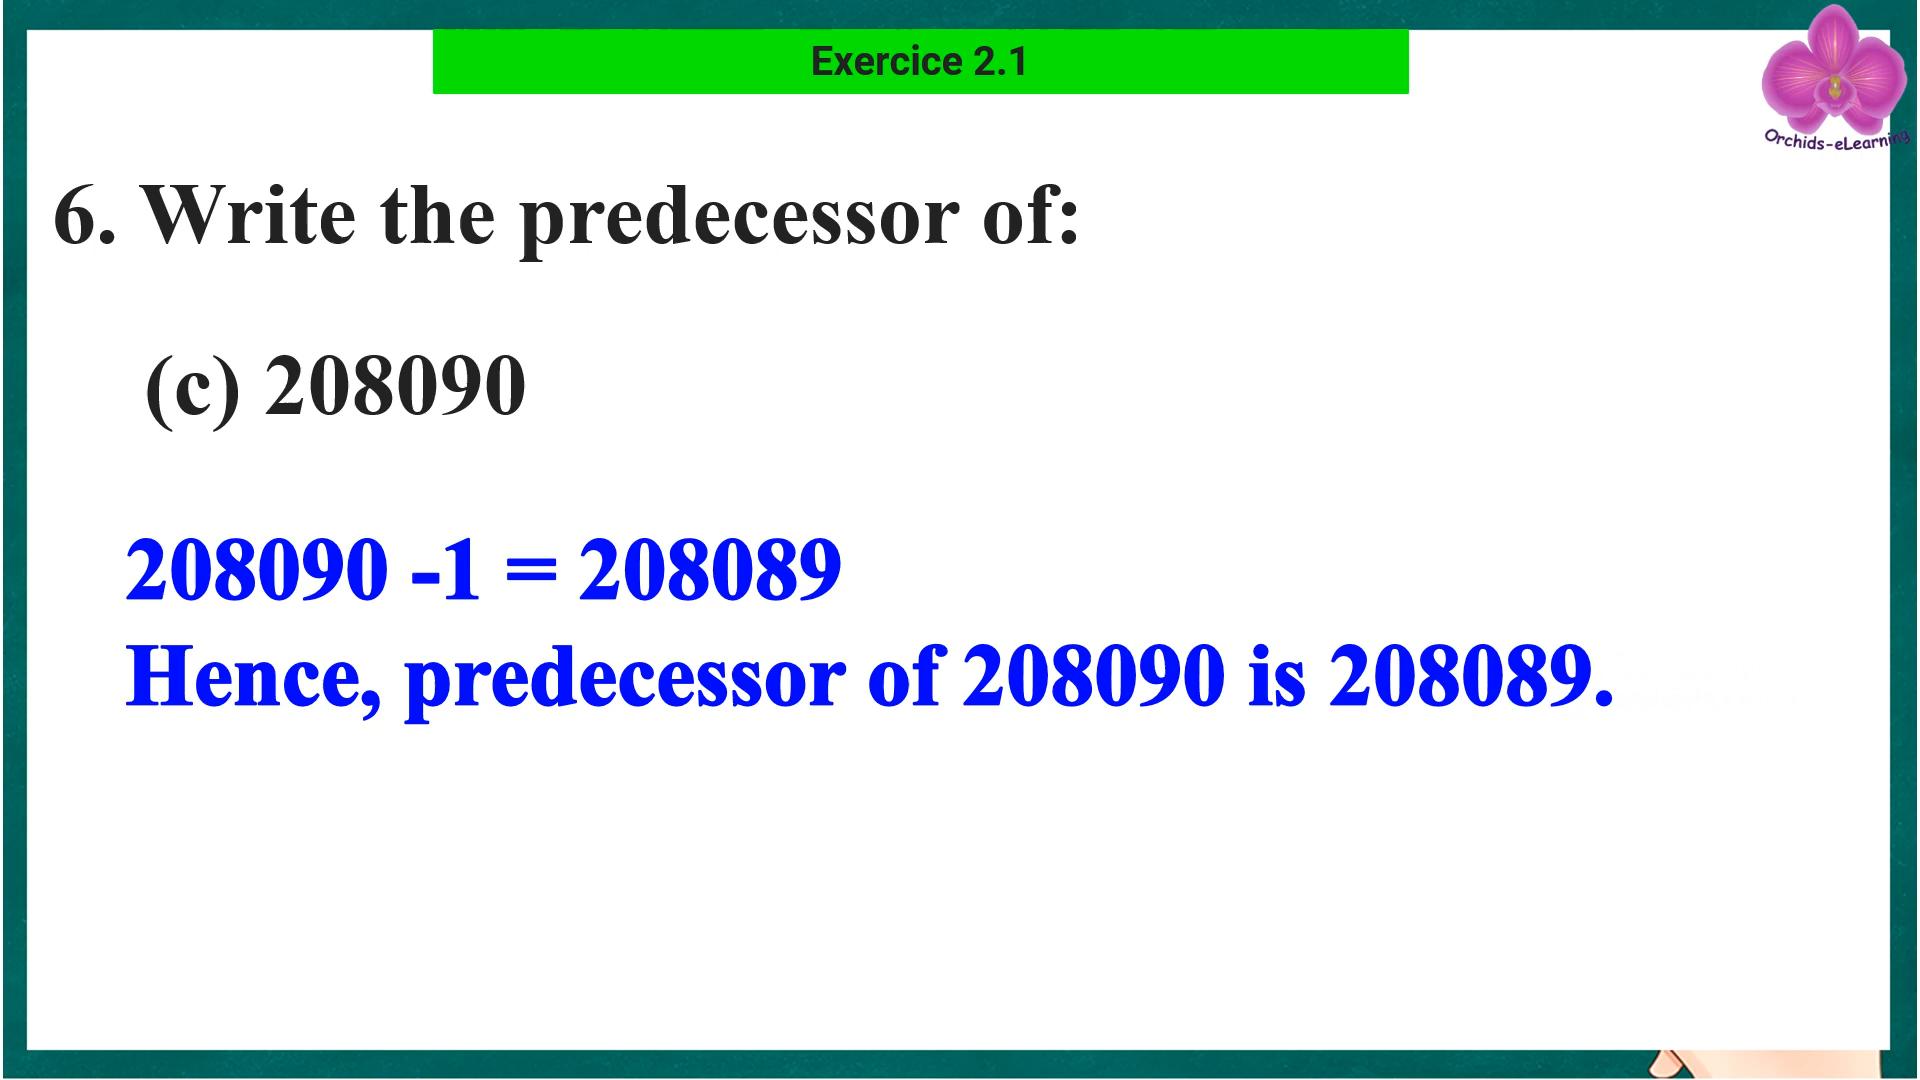 Exercice 2.1
Orchids-eLearning
6. Write the predecessor of:
(c) 208090
208090 -1 = 208089
Hence, predecessor of 208090 is 208089.